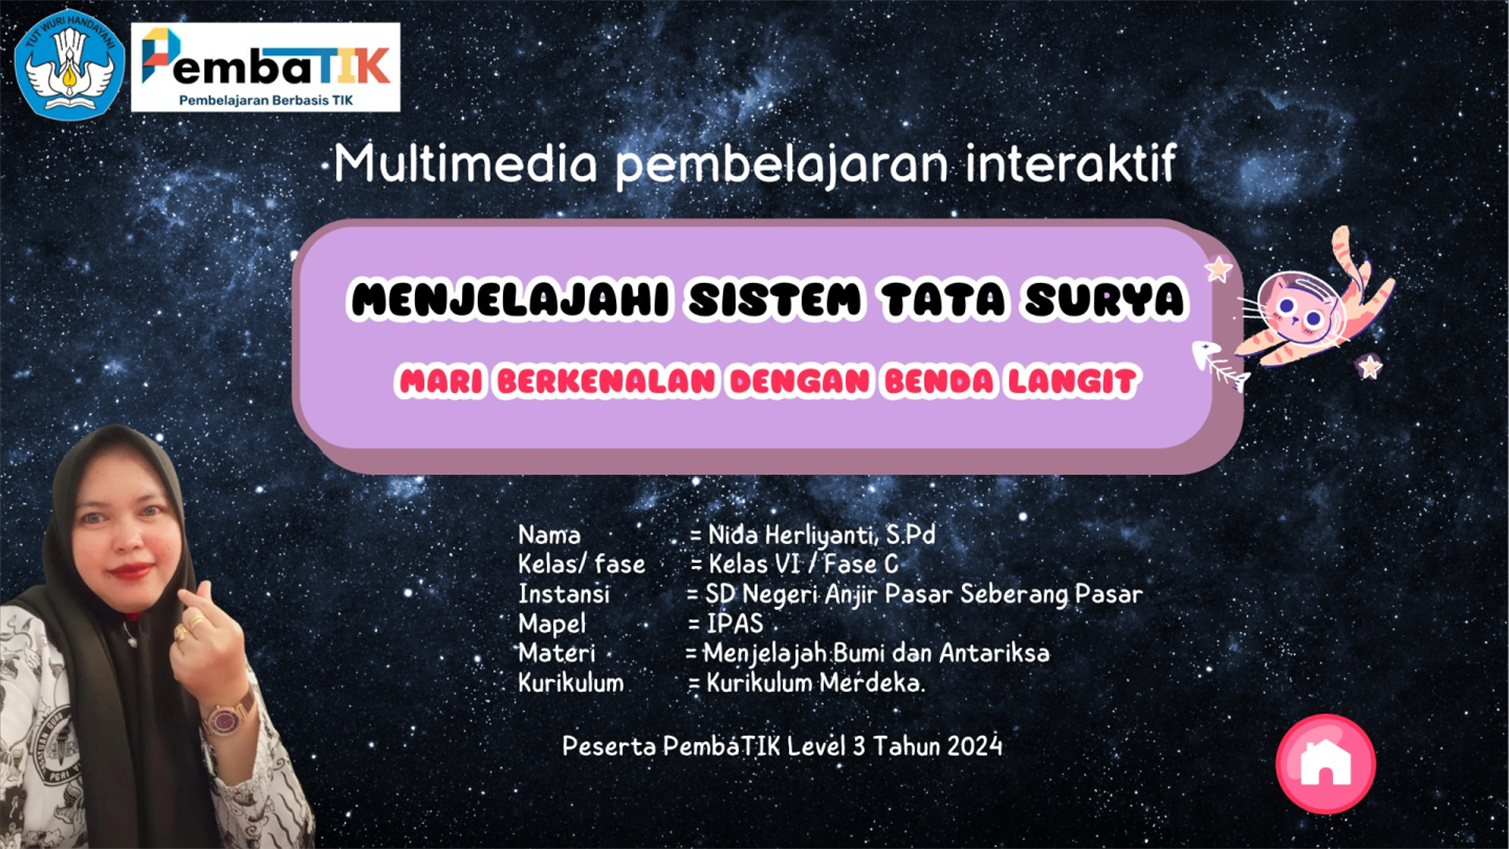 TUT WURI HANDAYANI
PembaTIK
Pembelajaran Berbasis TIK
Multimedia pembelajaran interaktif
MENJELAJAHI SISTEM TATA SURYA
MARI BERKENALAN DENGAN BENDA LANGIT
Nama = Nida Herliyanti, S.Pd
Kelas/ fase = Kelas VI / Fase C
Instansi = SD Negeri Anjir Pasar Seberang Pasar
Mapel = IPAS
Materi = Menjelajah Bumi dan Antariksa
Kurikulum = Kurikulum Merdeka.
Peserta PembaTIK Level 3 Tahun 2024
PGRI